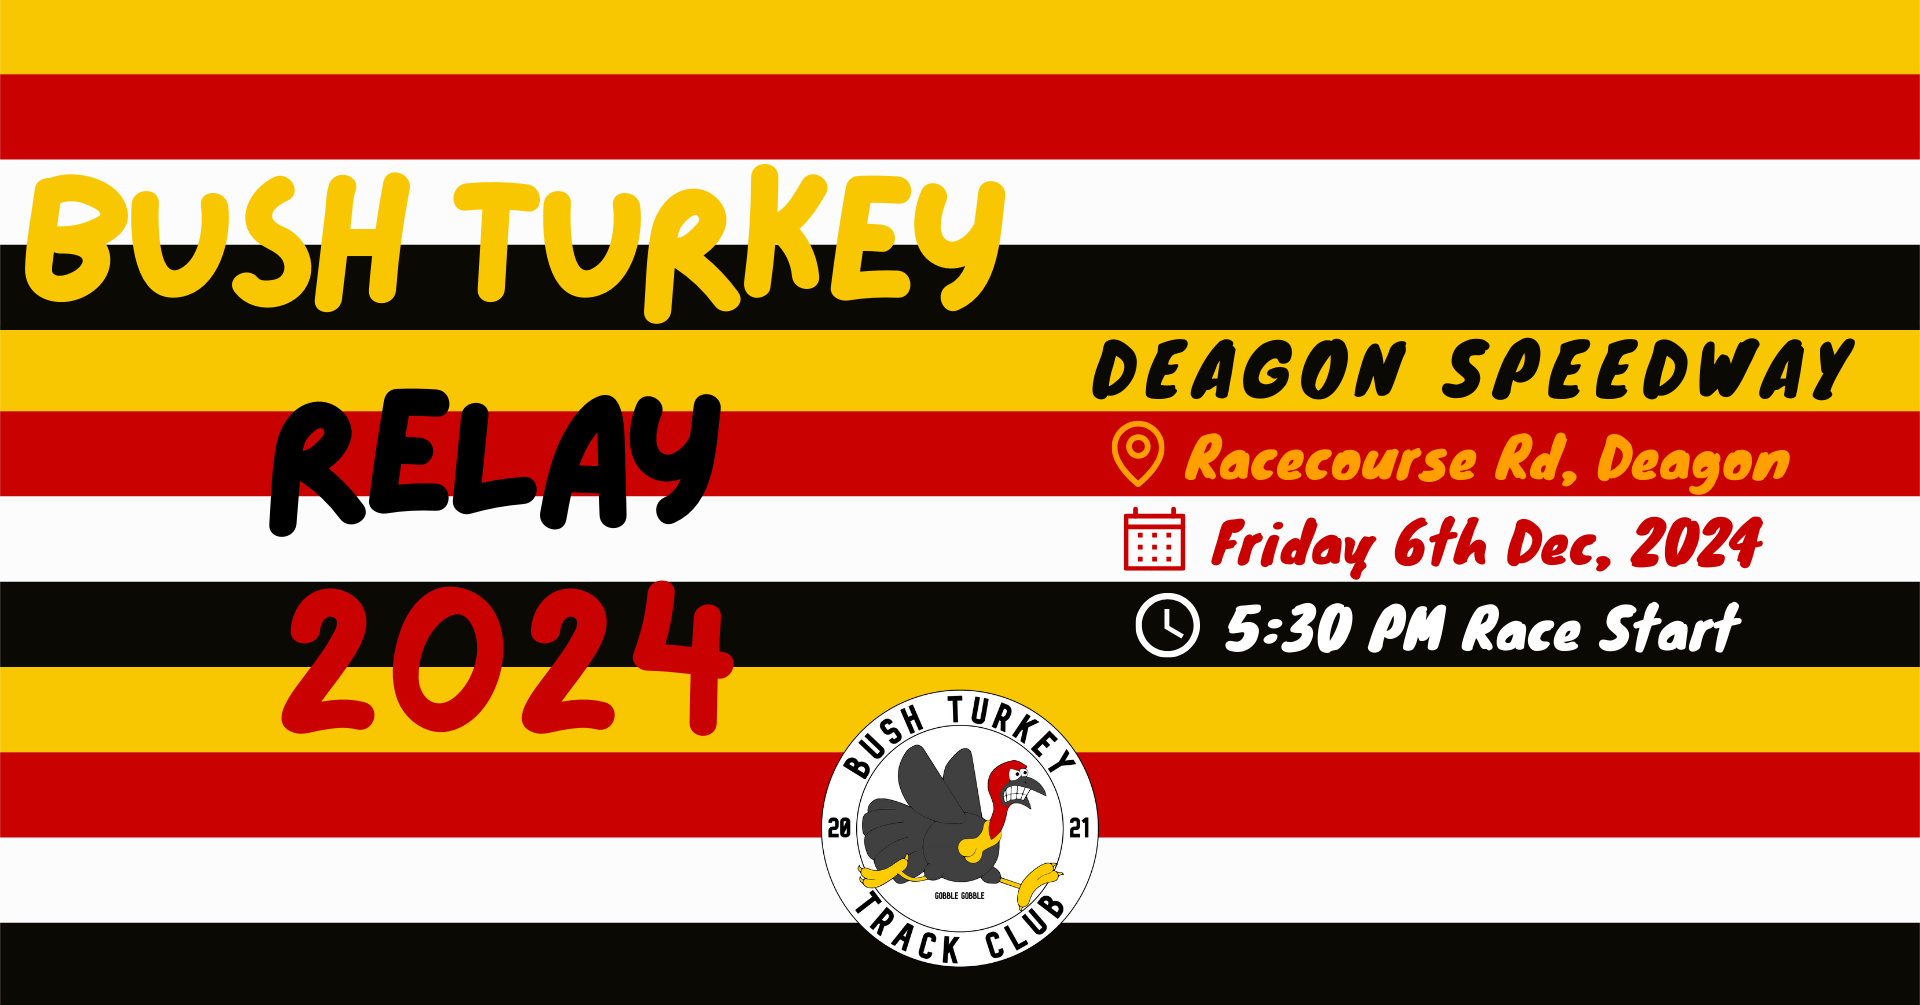 BUSH TURKEY
RELAY
2024
DEAGON SPEEDWAY
Racecourse Rd, Deagon
Friday 6th Dec, 2024
5:30 PM Race Start
BUSH TURKEY
20 21
GOBBLE GOBBLE
TRACK CLUB